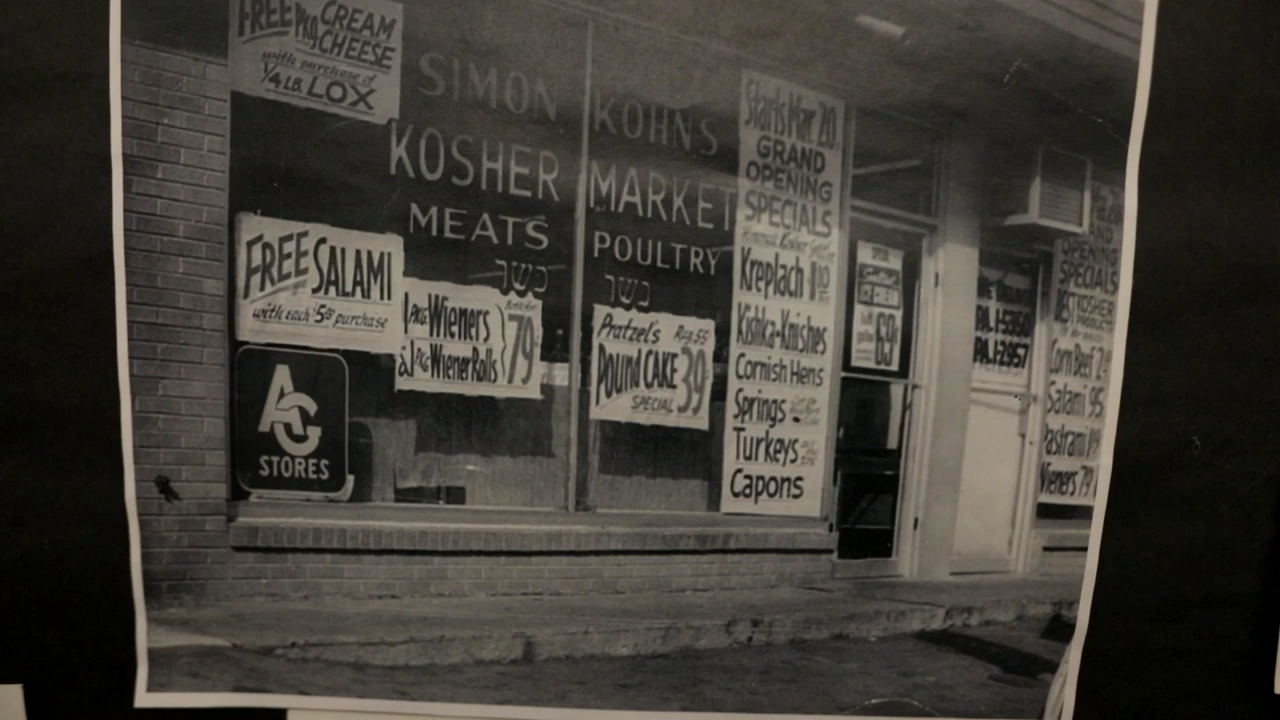 FREE PKG CREAM
CHEESE
with purchase of
1/4 LB. LOX
SIMON KOHN'S
KOSHER MARKET
MEATS POULTRY
כשר כשר
FREE SALAMI
with each $5.00 purchase
1 PKG Wieners
& 1 PKG Wiener Rolls
79
Pratzel's Reg. 55
POUND CAKE 39
SPECIAL
AG
STORES
Starts Mar 20
GRAND
OPENING
SPECIALS
Kreplach
Kishka-Knishes
Cornish Hens
Springs
Turkeys
Capons
69
PA.1-2957
OPENING
SPECIALS
BEST KOSHER
Corn Beef
Salami 95
Pastrami
Wieners 79